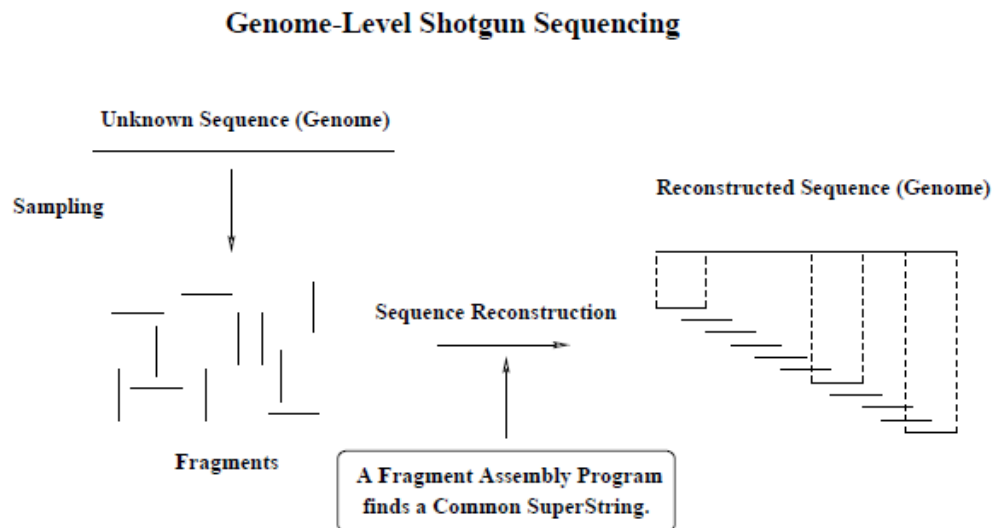 Genome-Level Shotgun Sequencing
Unknown Sequence (Genome)
Sampling
Reconstructed Sequence (Genome)
Sequence Reconstruction
Fragments
A Fragment Assembly Program
finds a Common SuperString.